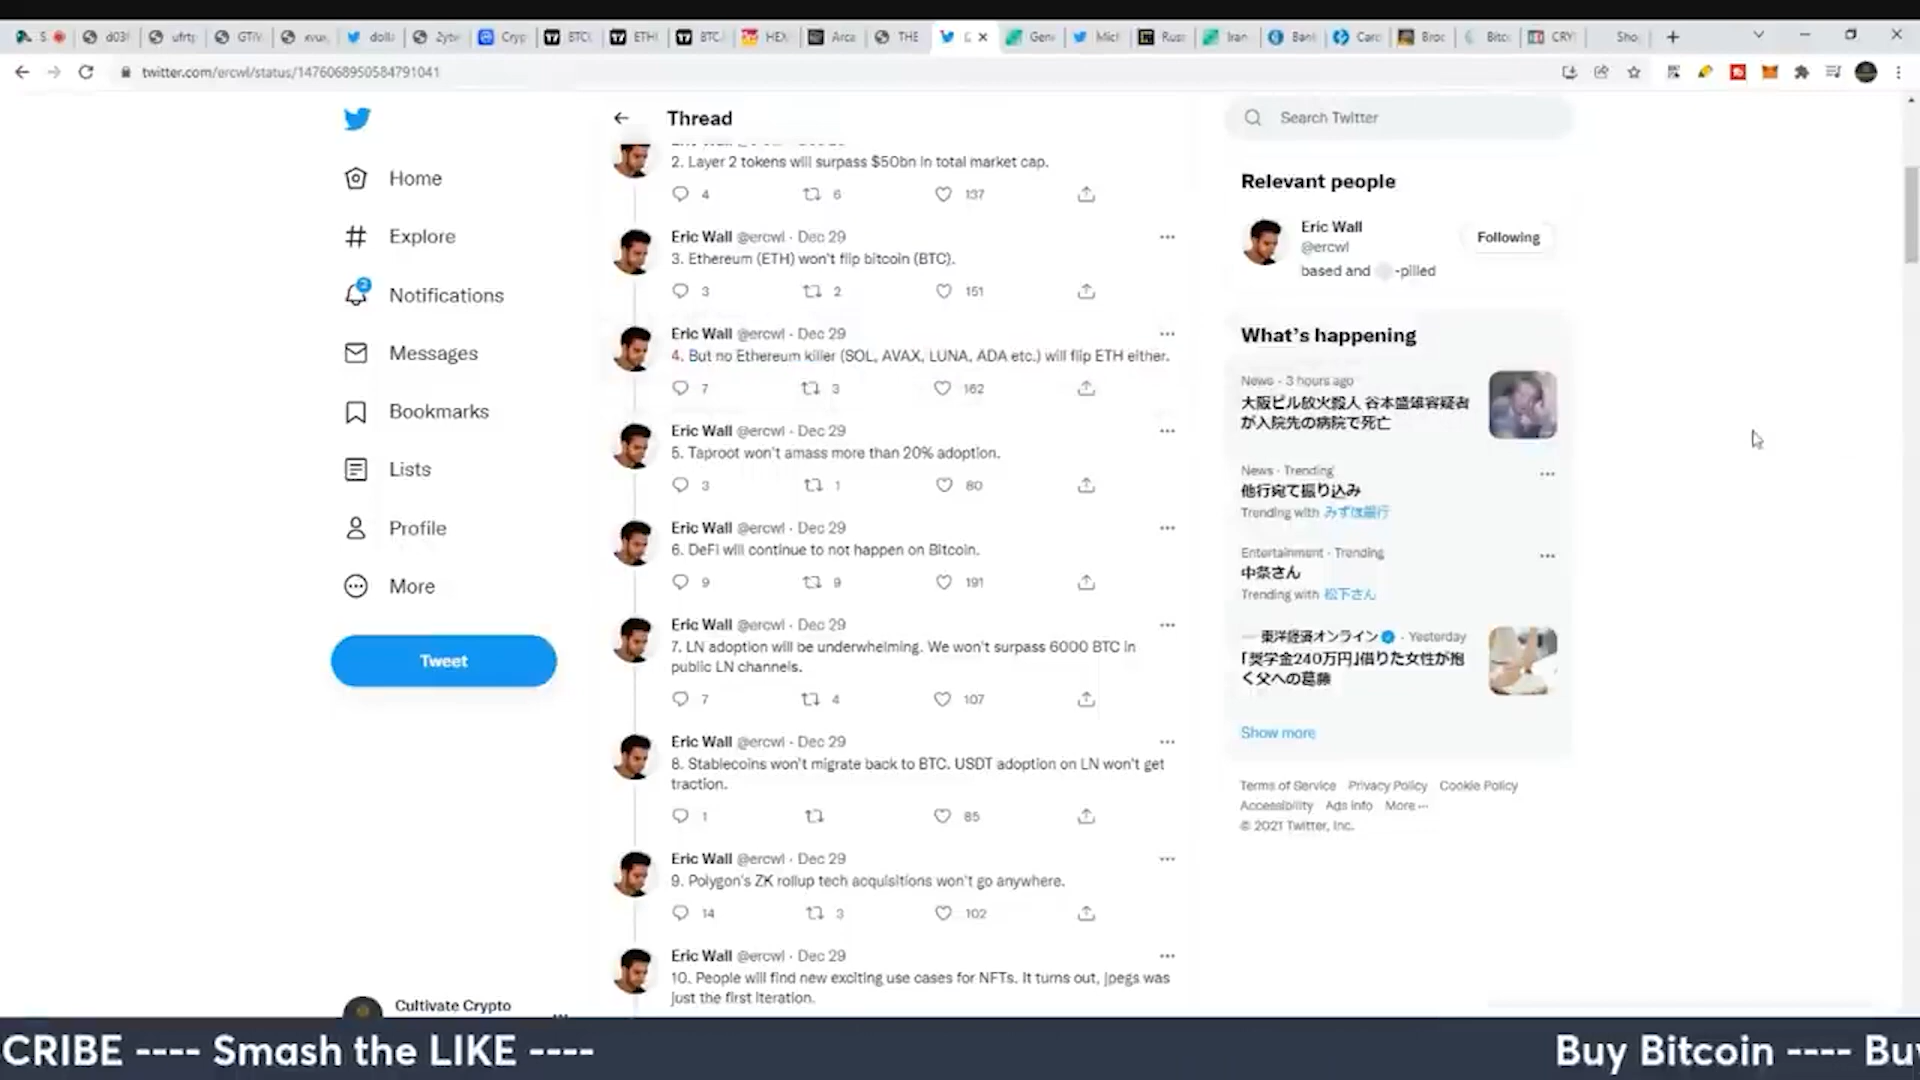 twitter.com/ercwl/status/1476068950584791041
Home
Explore
2
Notifications
Messages
Bookmarks
Lists
Profile
More
Tweet
Cultivate Crypto
Thread
2. Layer 2 tokens will surpass $50bn in total market cap.
4 6 137
Eric Wall @ercwl · Dec 29
3. Ethereum (ETH) won't flip bitcoin (BTC).
3 2 151
Eric Wall @ercwl · Dec 29
4. But no Ethereum killer (SOL, AVAX, LUNA, ADA etc.) will flip ETH either.
7 3 162
Eric Wall @ercwl · Dec 29
5. Taproot won't amass more than 20% adoption.
3 1 80
Eric Wall @ercwl · Dec 29
6. DeFi will continue to not happen on Bitcoin.
9 9 191
Eric Wall @ercwl · Dec 29
7. LN adoption will be underwhelming. We won't surpass 6000 BTC in
public LN channels.
7 4 107
Eric Wall @ercwl · Dec 29
8. Stablecoins won't migrate back to BTC. USDT adoption on LN won't get
traction.
1 85
Eric Wall @ercwl · Dec 29
9. Polygon's ZK rollup tech acquisitions won't go anywhere.
14 3 102
Eric Wall @ercwl · Dec 29
10. People will find new exciting use cases for NFTs. It turns out, jpegs was
just the first iteration.
Search Twitter
Relevant people
Eric Wall
@ercwl
Following
based and -pilled
What's happening
News · 3 hours ago
大阪ビル放火殺人 谷本盛雄容疑者
が入院先の病院で死亡
News · Trending
他行宛て振り込み
Trending with みずほ銀行
Entertainment · Trending
中条さん
Trending with 松下さん
東洋経済オンライン · Yesterday
「奨学金240万円」借りた女性が抱
く父への葛藤
Show more
Terms of Service Privacy Policy Cookie Policy
Accessibility Ads info More ...
© 2021 Twitter, Inc.
CRIBE ---- Smash the LIKE ---- Buy Bitcoin ---- Buy